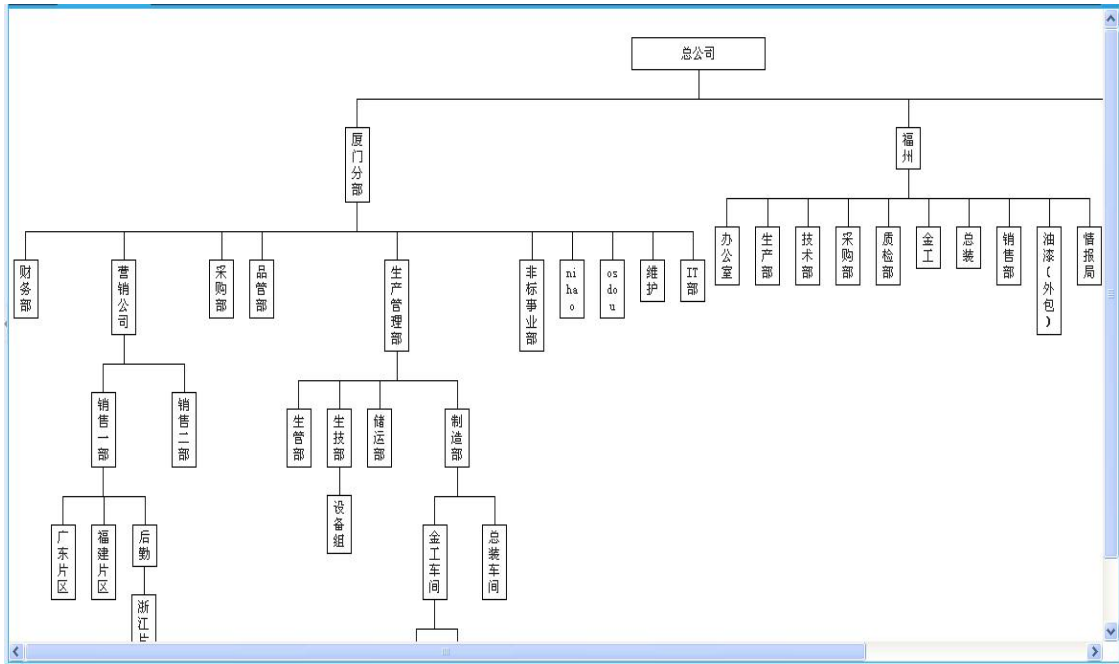 总公司
厦门分部
福州
财务部
营销公司
采购部
品管部
生产管理部
非标事业部
nihao
osdou
维护
IT部
办公室
生产部
技术部
采购部
质检部
金工
总装
销售部
油漆(外包)
情报局
销售一部
销售二部
生管部
生技部
储运部
制造部
广东片区
福建片区
后勤
设备组
金工车间
总装车间
浙江片